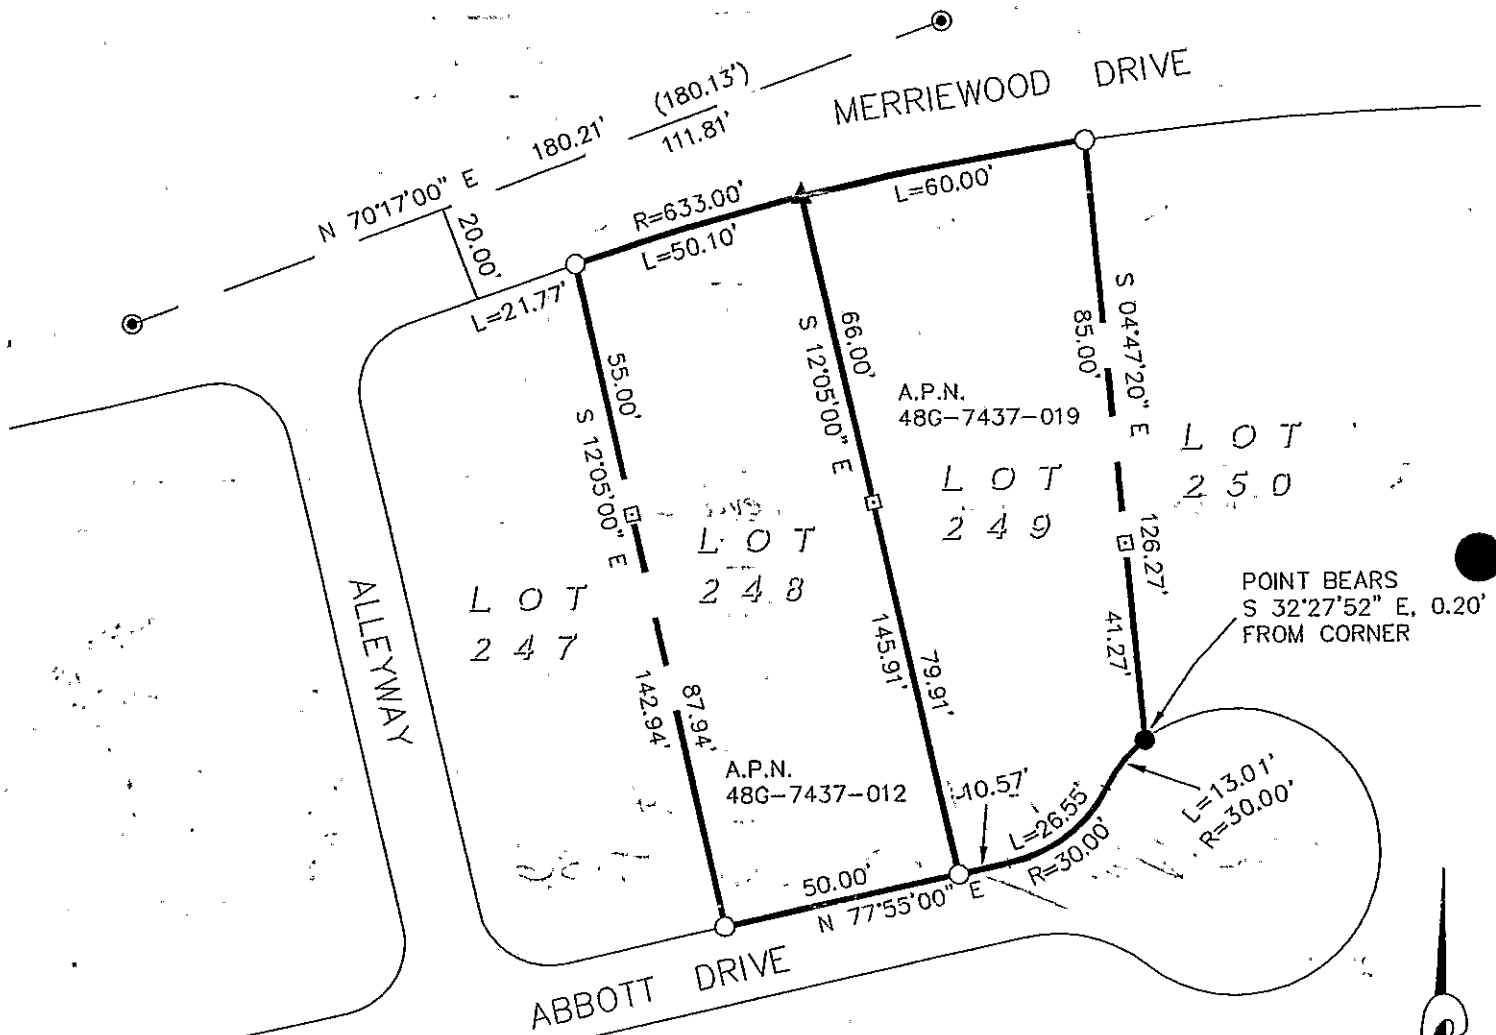 MERRIEWOOD DRIVE
N 70°17'00" E
180.21'
(180.13')
111.81'
20.00'
L=21.77'
R=633.00'
L=50.10'
L=60.00'
55.00'
S 12°05'00" E
66.00'
S 12°05'00" E
85.00'
S 04°47'20" E
A.P.N.
48G-7437-019
LOT
249
LOT
250
LOT
248
LOT
247
ALLEYWAY
126.27'
41.27'
POINT BEARS
S 32°27'52" E, 0.20'
FROM CORNER
142.94'
87.94'
145.91'
79.91'
A.P.N.
48G-7437-012
10.57'
L=26.55'
R=30.00'
L=13.01'
R=30.00'
50.00'
N 77°55'00" E
ABBOTT DRIVE